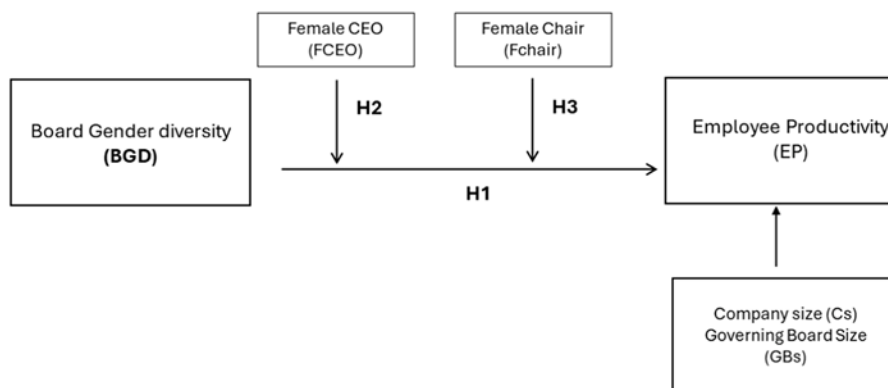 Female CEO
(FCEO)
Female Chair
(Fchair)
H2
H3
Board Gender diversity
(BGD)
Employee Productivity
(EP)
H1
Company size (Cs)
Governing Board Size
(GBs)